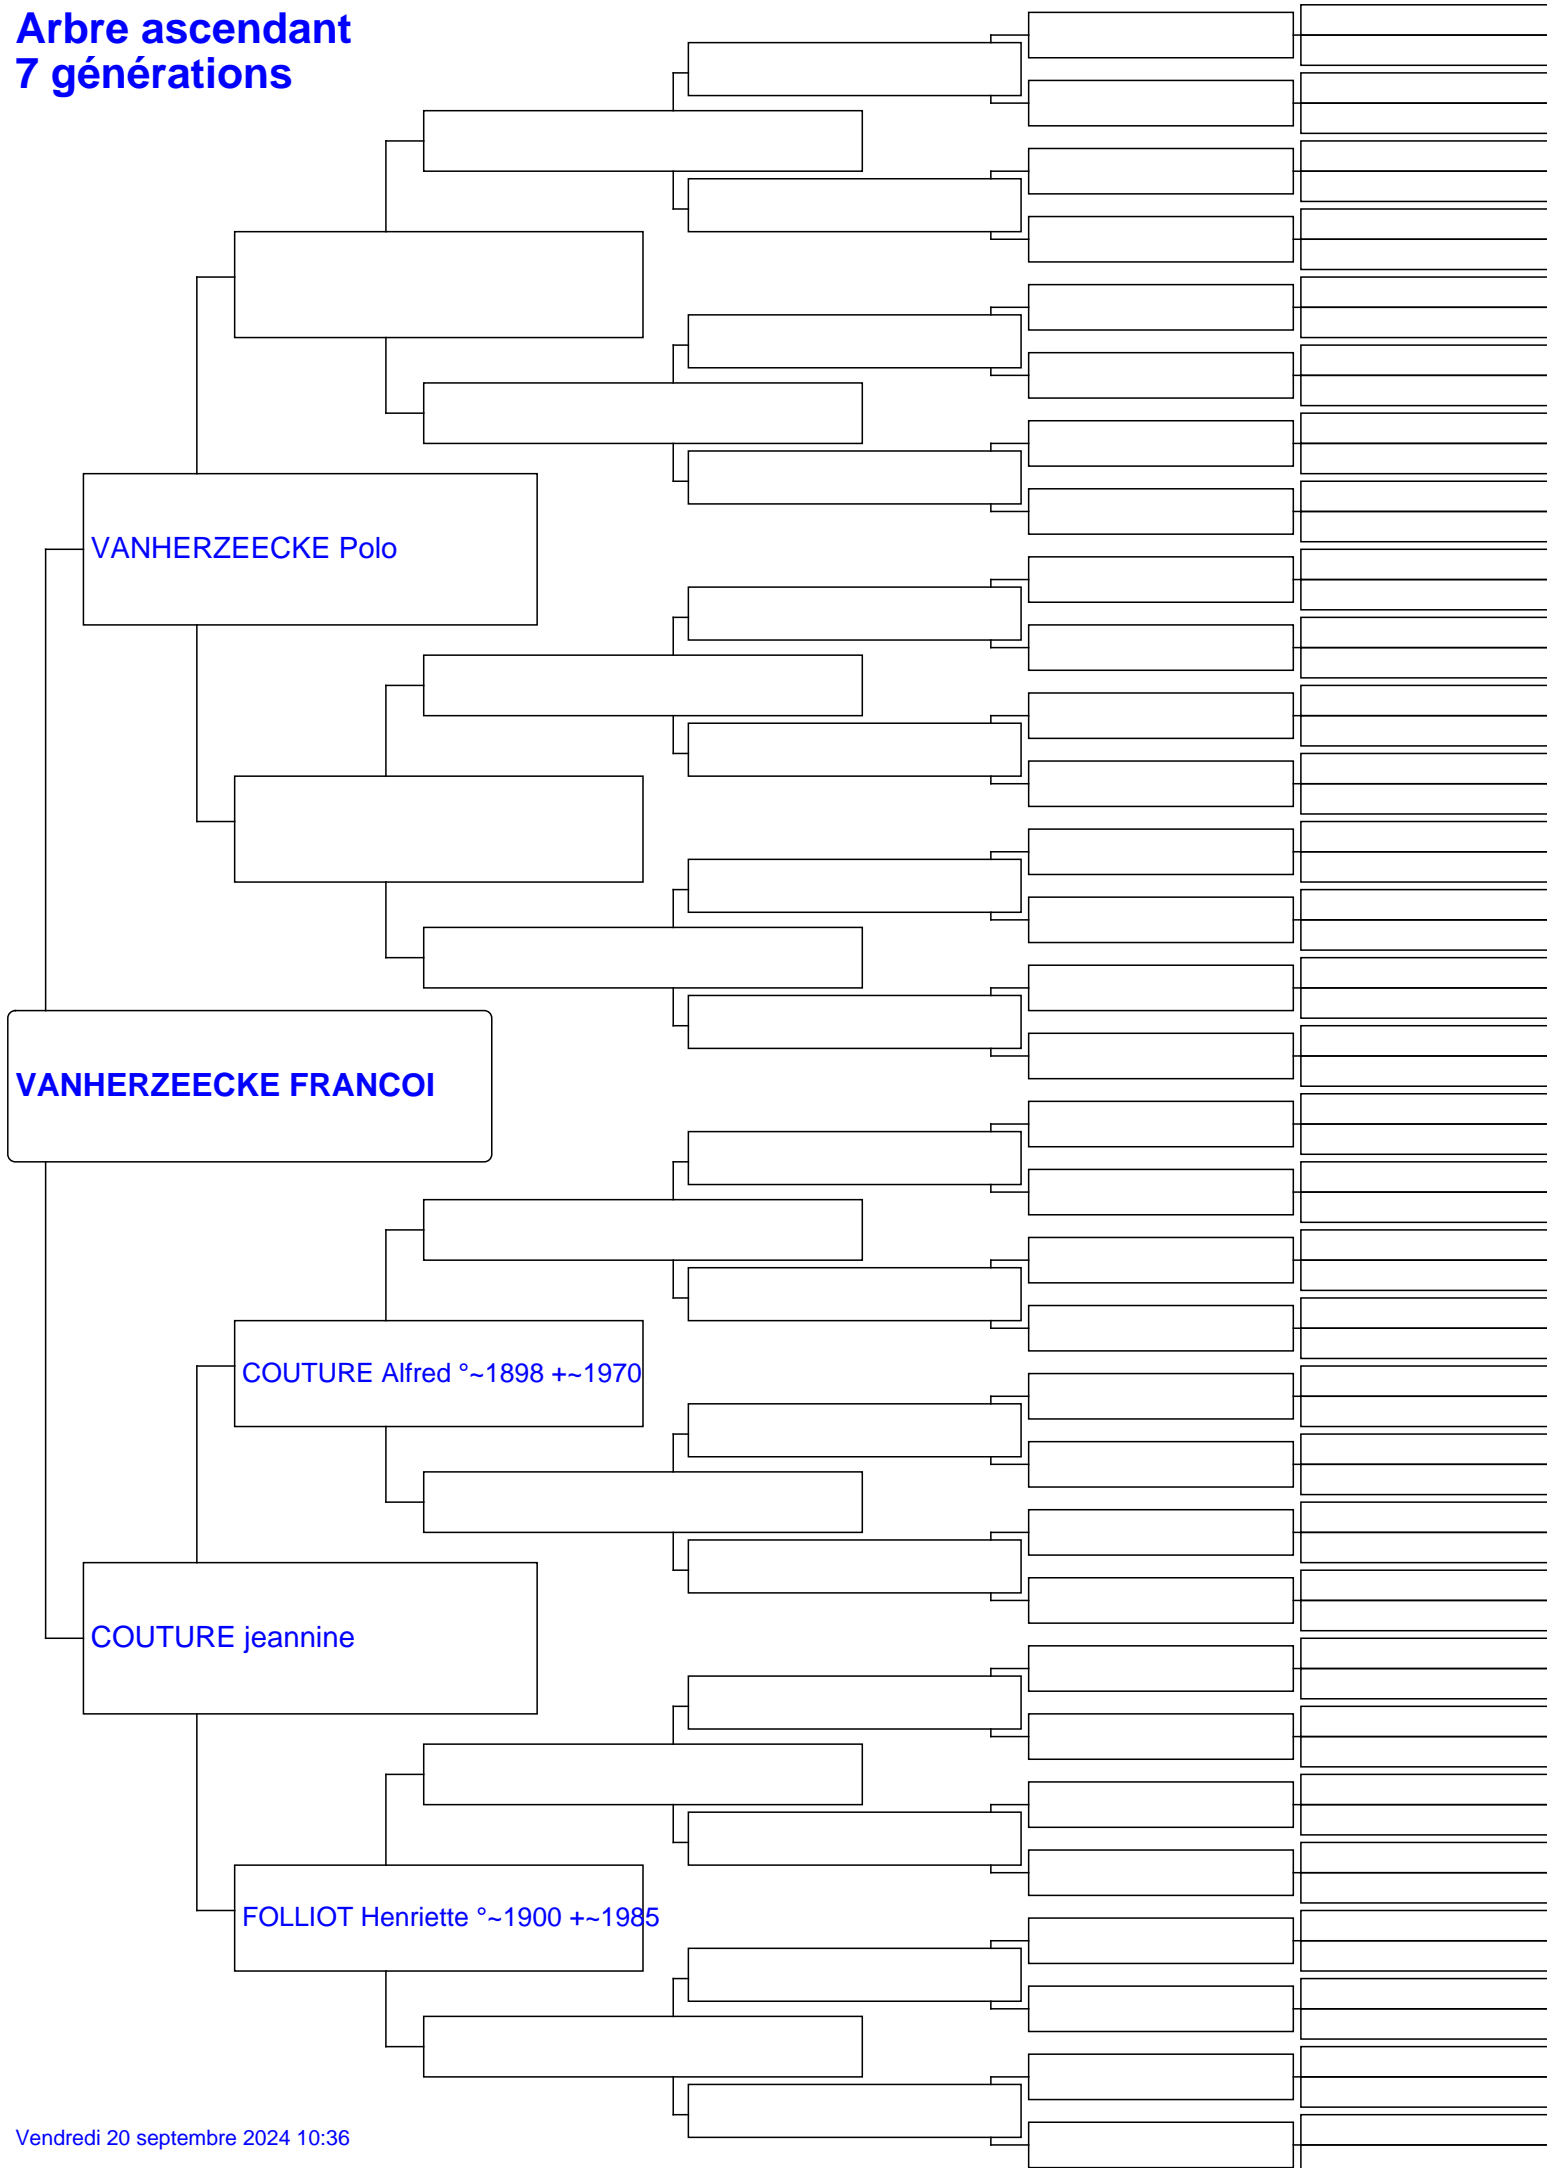 Arbre ascendant
7 générations
VANHERZEECKE Polo
VANHERZEECKE FRANCOI
COUTURE Alfred °~1898 +~1970
COUTURE jeannine
FOLLIOT Henriette °~1900 +~1985
Vendredi 20 septembre 2024 10:36